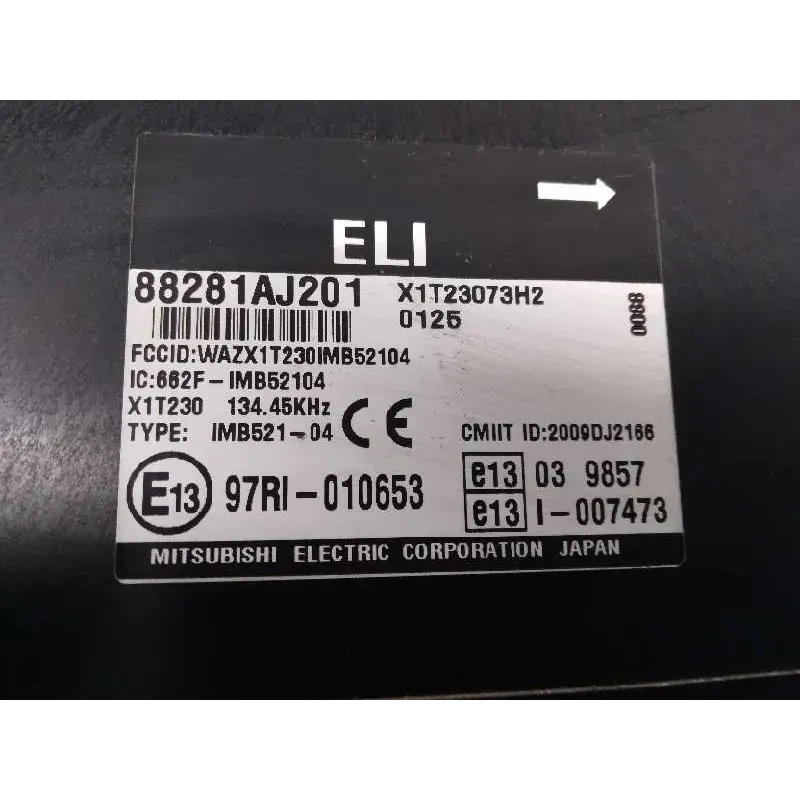 ELI
88281AJ201 X1T23073H2
0125
0088
FCCID:WAZX1T230IMB52104
IC:662F-IMB52104
X1T230 134.45KHz
TYPE: IMB521-04 CE CMIIT ID:2009DJ2166
E13 97RI-010653 e13 03 9857
e13 I-007473
MITSUBISHI ELECTRIC CORPORATION JAPAN